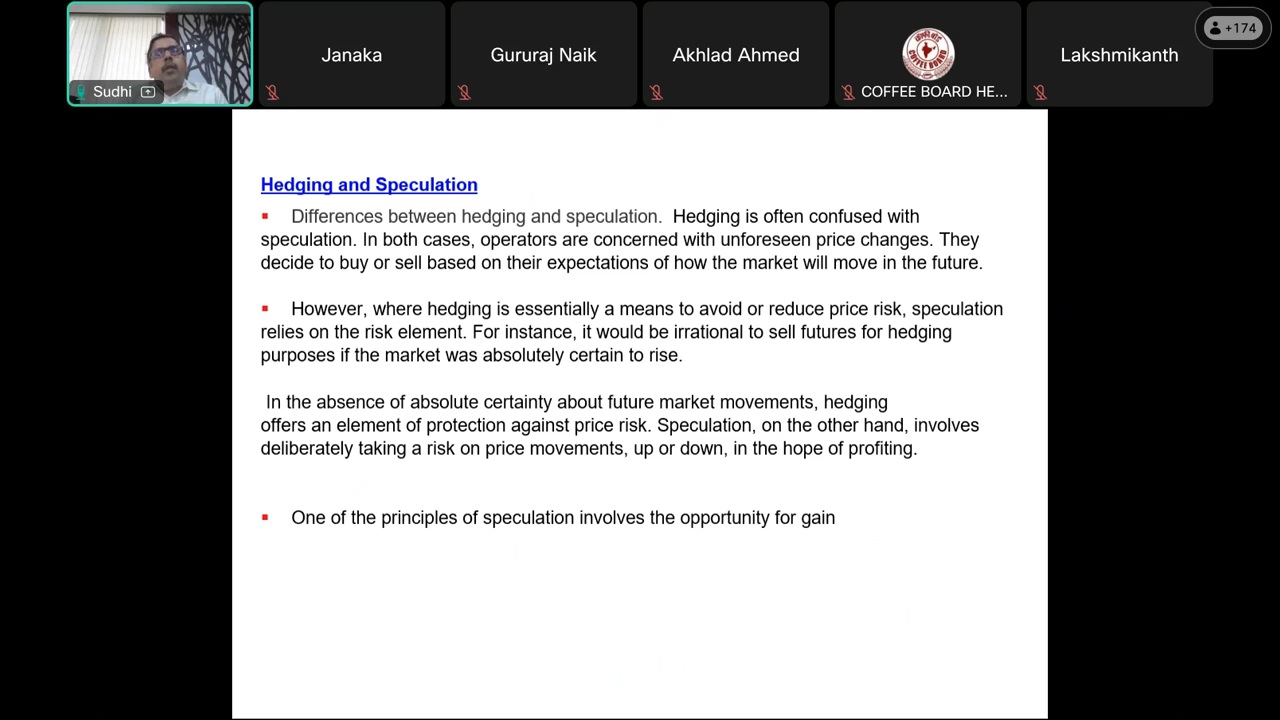 Sudhi
Janaka
Gururaj Naik
Akhlad Ahmed
COFFEE BOARD
COFFEE BOARD HE...
Lakshmikanth
+174
Hedging and Speculation
▪ Differences between hedging and speculation. Hedging is often confused with
speculation. In both cases, operators are concerned with unforeseen price changes. They
decide to buy or sell based on their expectations of how the market will move in the future.
▪ However, where hedging is essentially a means to avoid or reduce price risk, speculation
relies on the risk element. For instance, it would be irrational to sell futures for hedging
purposes if the market was absolutely certain to rise.
In the absence of absolute certainty about future market movements, hedging
offers an element of protection against price risk. Speculation, on the other hand, involves
deliberately taking a risk on price movements, up or down, in the hope of profiting.
▪ One of the principles of speculation involves the opportunity for gain